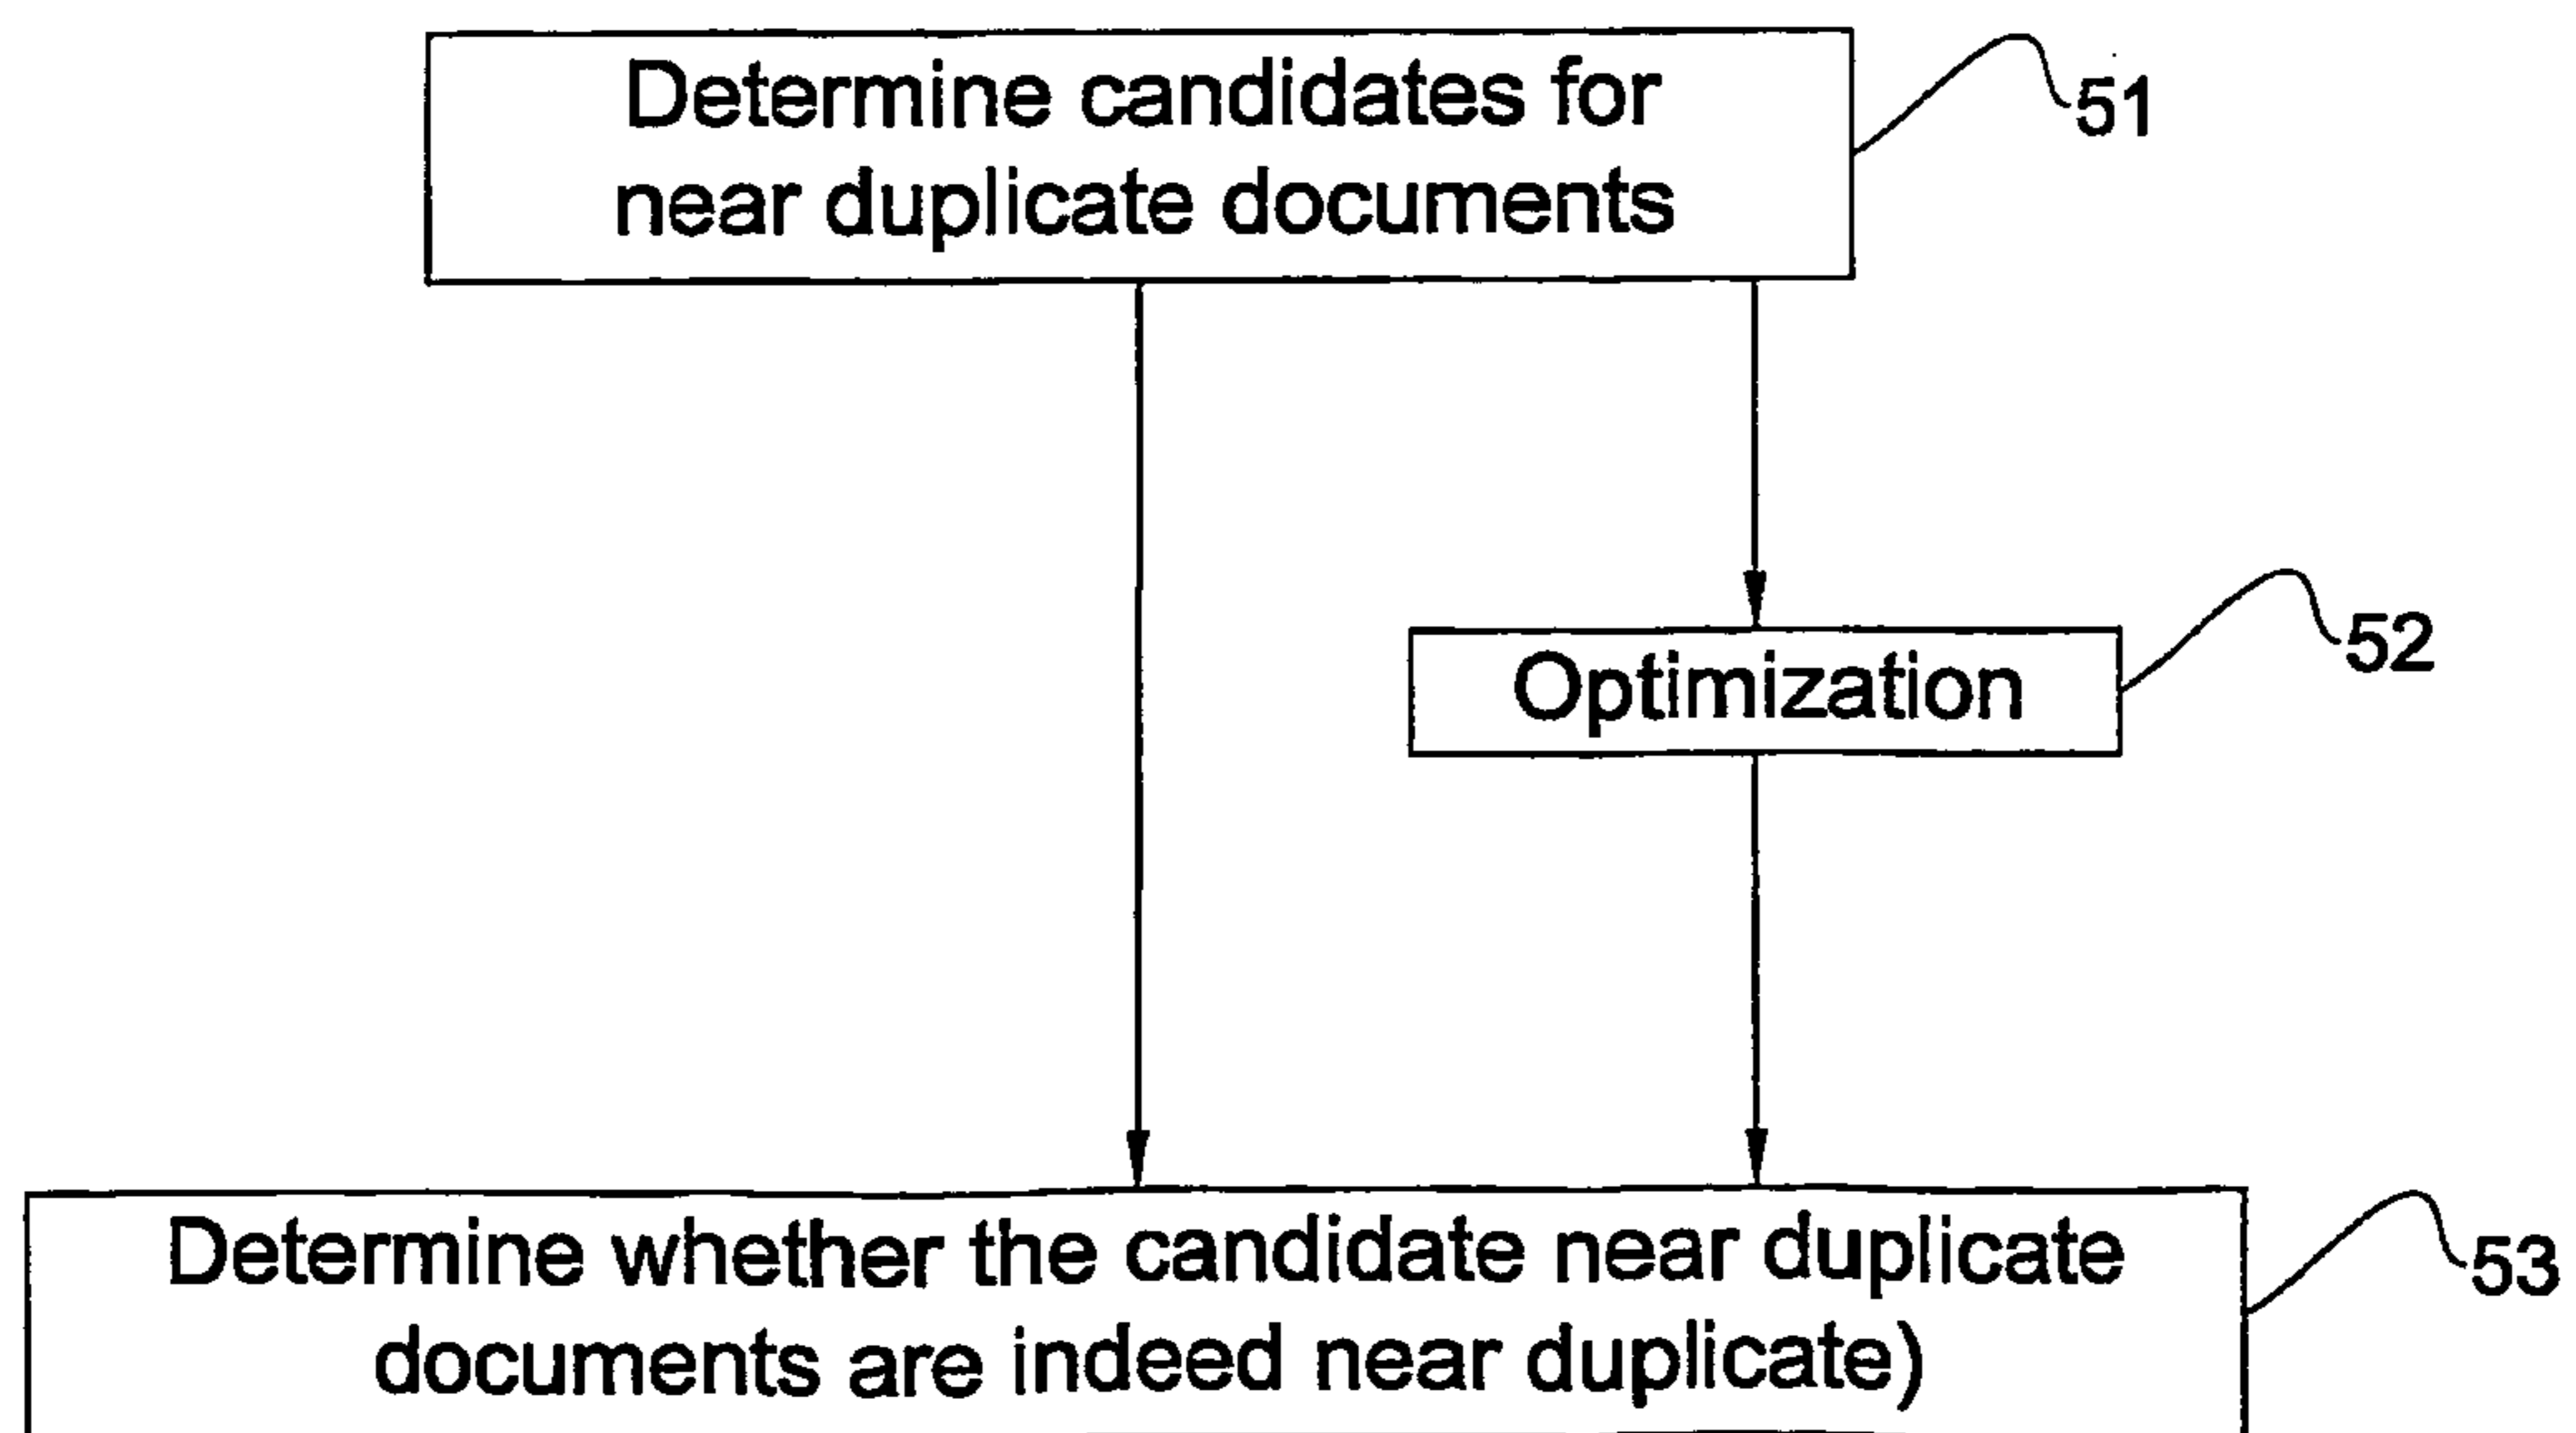 Determine candidates for
near duplicate documents
51
Optimization
52
Determine whether the candidate near duplicate
documents are indeed near duplicate)
53